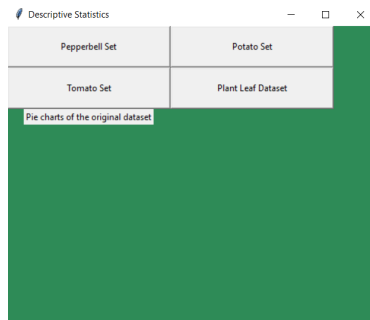 Descriptive Statistics
Pepperbell Set
Potato Set
Tomato Set
Plant Leaf Dataset
Pie charts of the original dataset